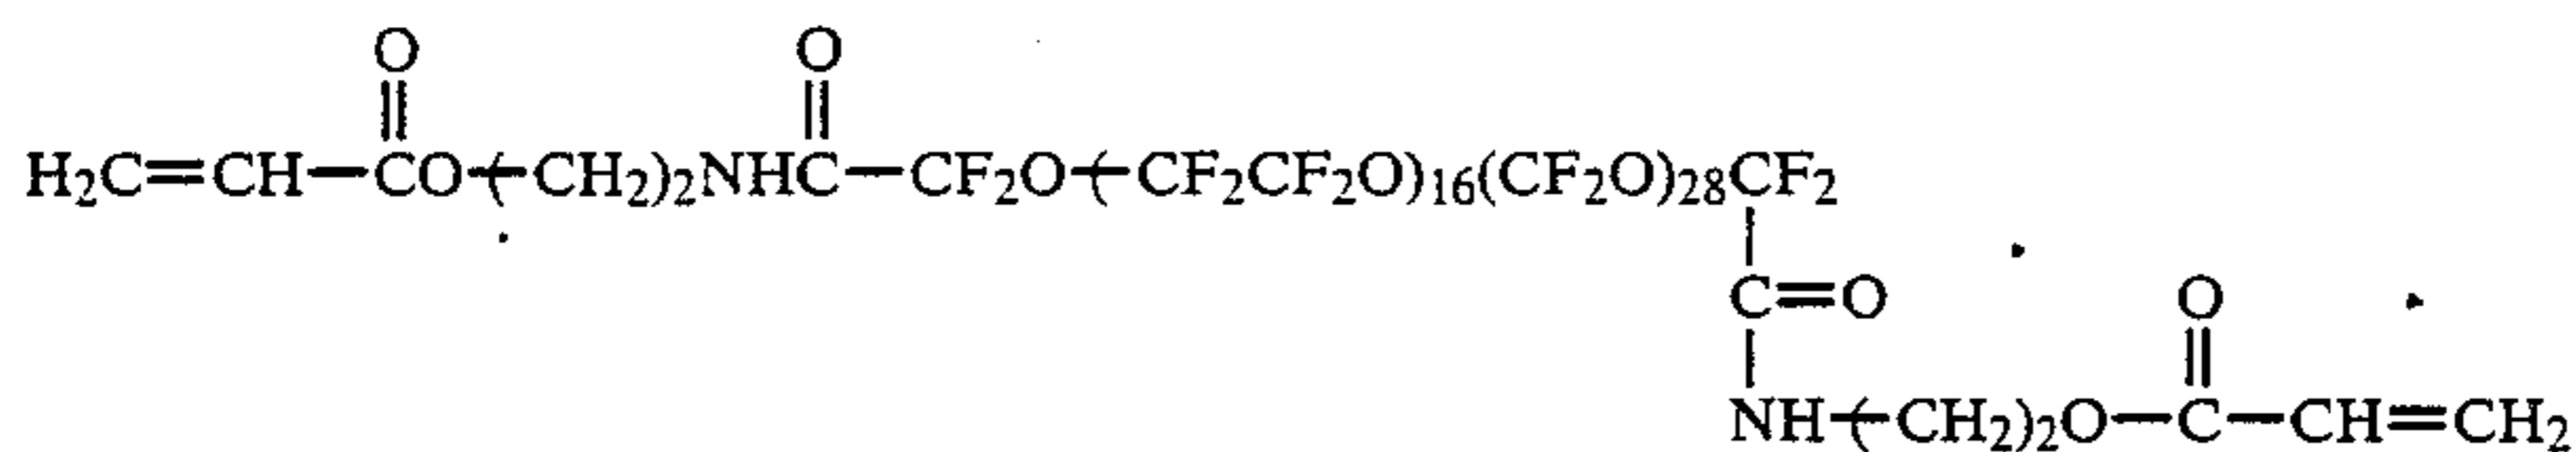 O O
H₂C=CH—CO-(-CH₂)₂NHC—CF₂O-(-CF₂CF₂O)₁₆(CF₂O)₂₈CF₂
C=O O
NH-(-CH₂)₂O—C—CH=CH₂